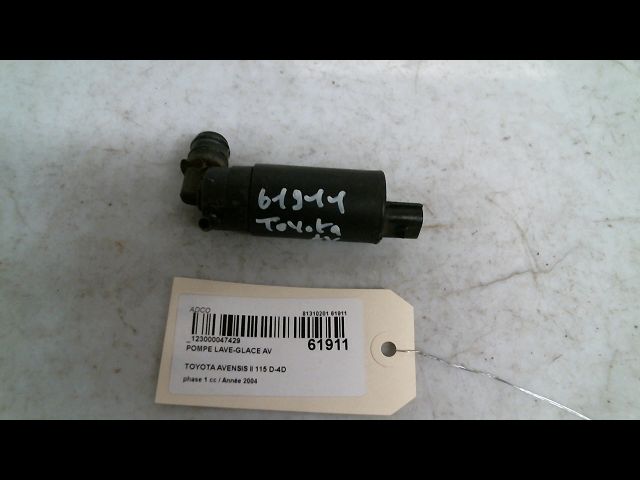 61911
Toyota
ADCO
81310201 61911
_123000047429
61911
POMPE LAVE-GLACE AV
TOYOTA AVENSIS II 115 D-4D
phase 1 cc / Année 2004